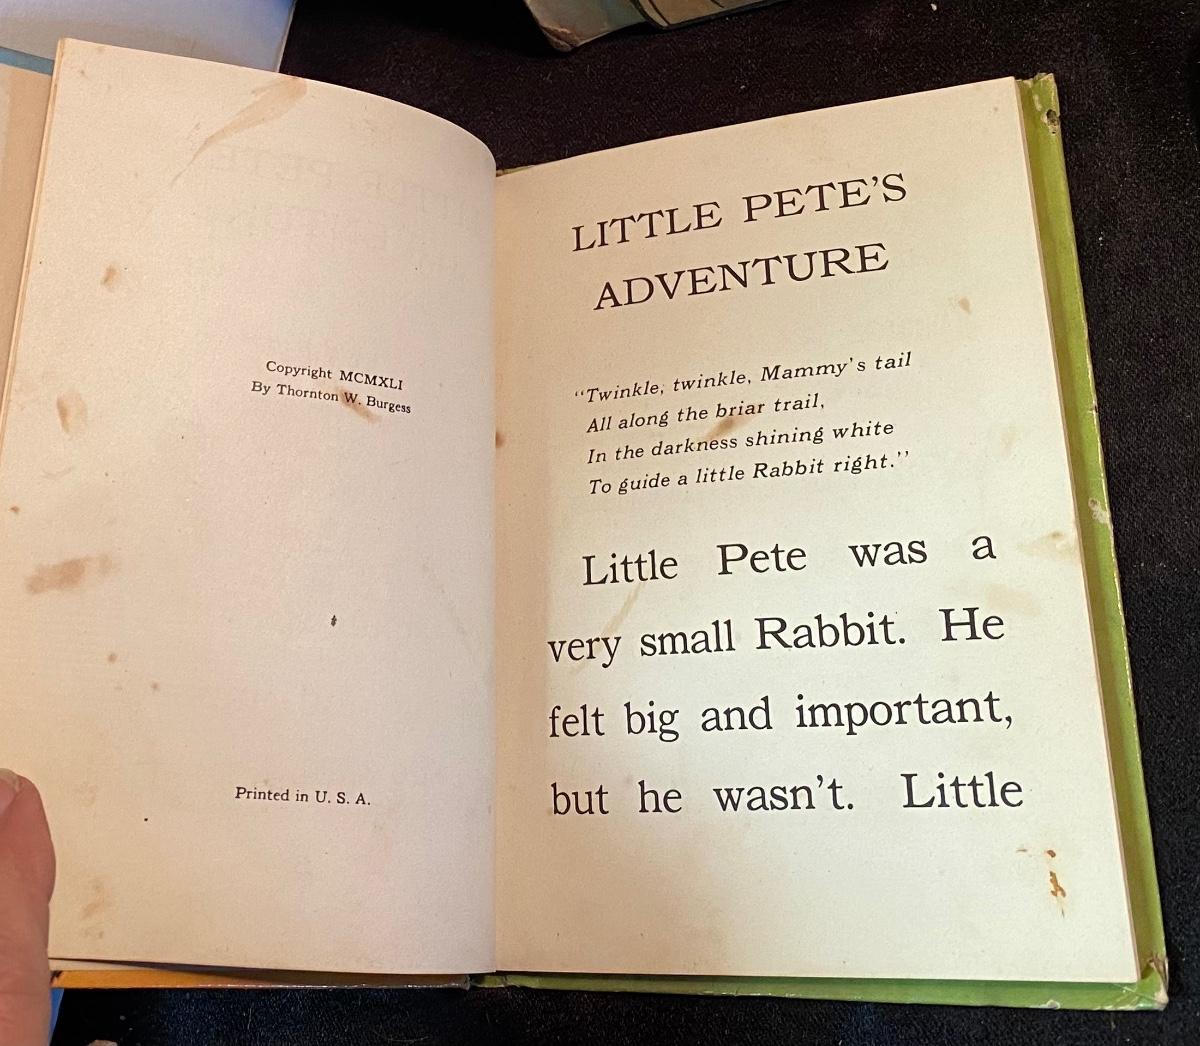 Copyright MCMXLI
By Thornton W. Burgess
Printed in U. S. A.
LITTLE PETE'S
ADVENTURE
“Twinkle, twinkle, Mammy's tail
All along the briar trail,
In the darkness shining white
To guide a little Rabbit right.’’
Little Pete was a
very small Rabbit. He
felt big and important,
but he wasn't. Little